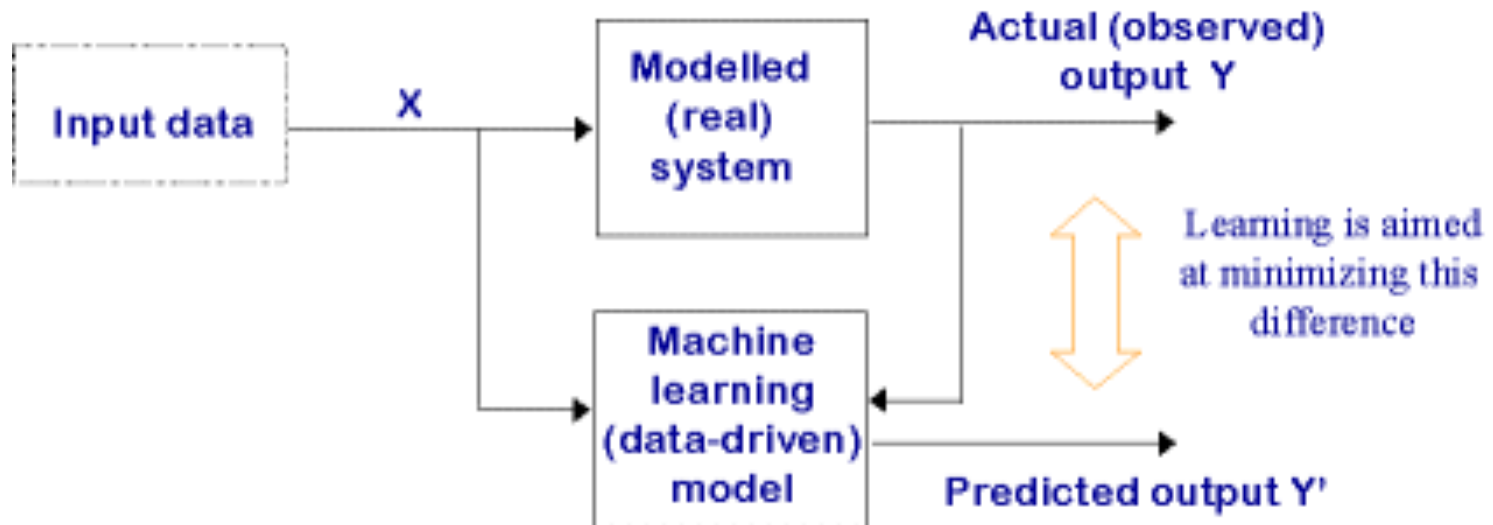 Input data
X
Modelled
(real)
system
Actual (observed)
output Y
Learning is aimed
at minimizing this
difference
Machine
learning
(data-driven)
model
Predicted output Y'